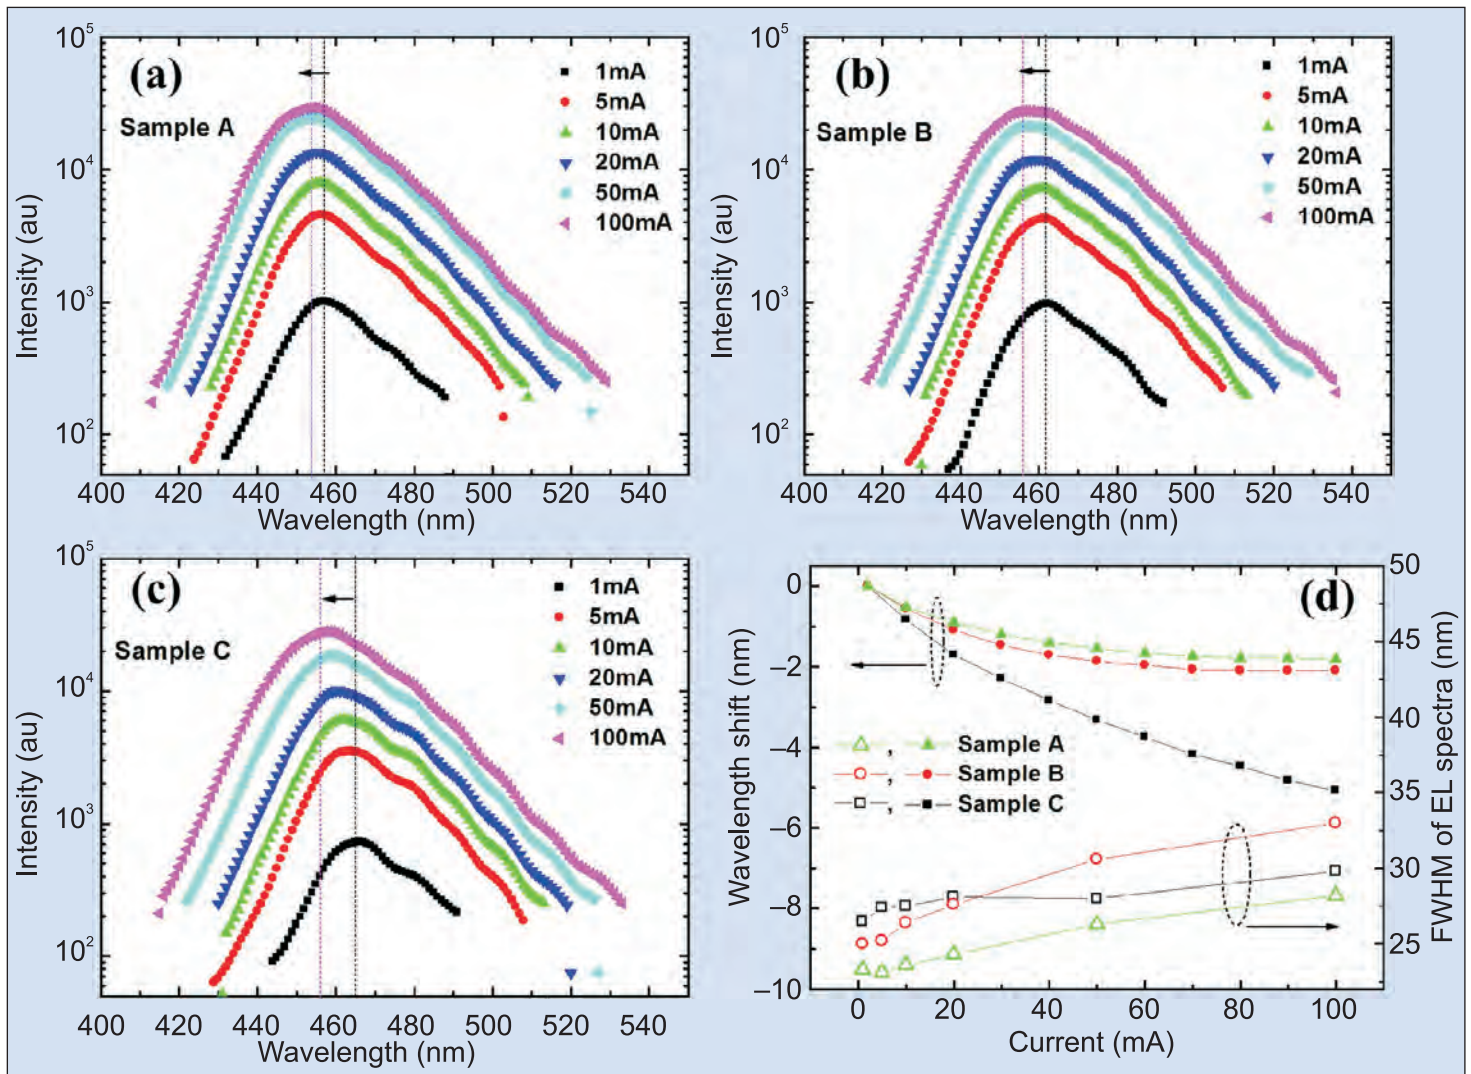 (a)
Sample A
1mA
5mA
10mA
20mA
50mA
100mA
10⁵
10⁴
10³
10²
Intensity (au)
400 420 440 460 480 500 520 540
Wavelength (nm)
(b)
Sample B
1mA
5mA
10mA
20mA
50mA
100mA
10⁵
10⁴
10³
10²
Intensity (au)
400 420 440 460 480 500 520 540
Wavelength (nm)
(c)
Sample C
1mA
5mA
10mA
20mA
50mA
100mA
10⁵
10⁴
10³
10²
Intensity (au)
400 420 440 460 480 500 520 540
Wavelength (nm)
(d)
0
–2
–4
–6
–8
–10
Wavelength shift (nm)
, Sample A
, Sample B
, Sample C
50
45
40
35
30
25
FWHM of EL spectra (nm)
0 20 40 60 80 100
Current (mA)